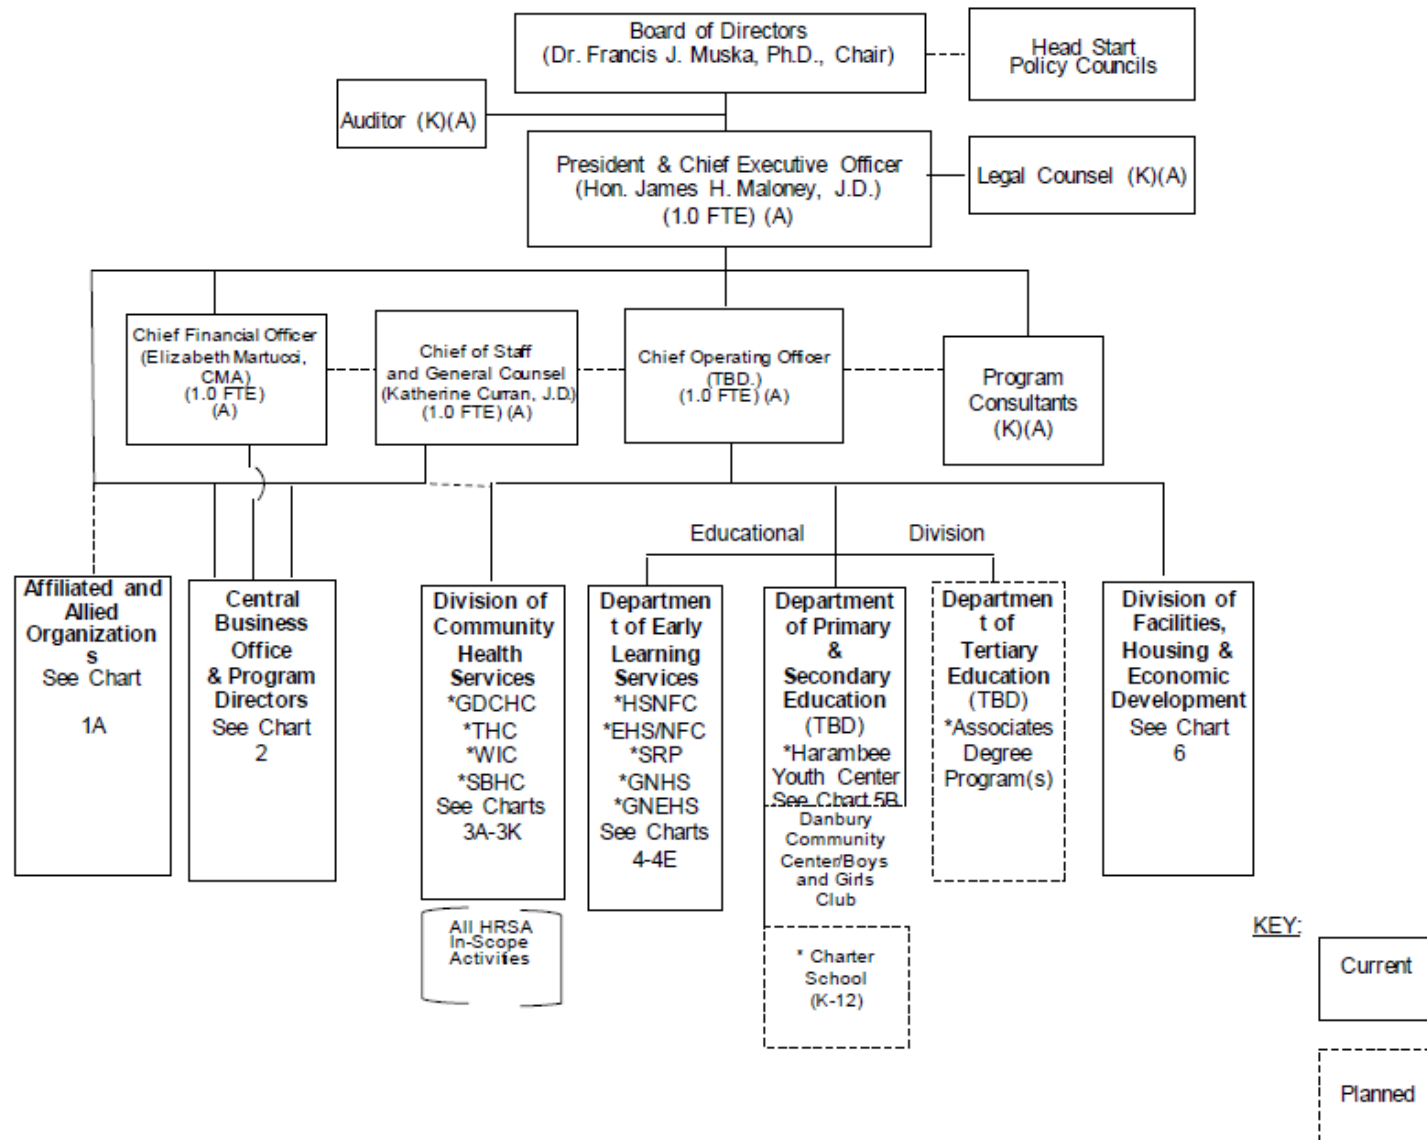 Board of Directors
(Dr. Francis J. Muska, Ph.D., Chair)
Head Start
Policy Councils
Auditor (K)(A)
President & Chief Executive Officer
(Hon. James H. Maloney, J.D.)
(1.0 FTE) (A)
Legal Counsel (K)(A)
Chief Financial Officer
(Elizabeth Martucci,
CMA)
(1.0 FTE)
(A)
Chief of Staff
and General Counsel
(Katherine Curran, J.D.)
(1.0 FTE) (A)
Chief Operating Officer
(TBD.)
(1.0 FTE) (A)
Program
Consultants
(K)(A)
Educational Division
Affiliated and
Allied
Organization
s
See Chart
1A
Central
Business
Office
& Program
Directors
See Chart
2
Division of
Community
Health
Services
*GDCHC
*THC
*WIC
*SBHC
See Charts
3A-3K
All HRSA
In-Scope
Activities
Departmen
t of Early
Learning
Services
*HSNFC
*EHS/NFC
*SRP
*GNHS
*GNEHS
See Charts
4-4E
Department
of Primary
&
Secondary
Education
(TBD)
*Harambee
Youth Center
See Chart 5B
Danbury
Community
Center/Boys
and Girls
Club
* Charter
School
(K-12)
Departmen
t of
Tertiary
Education
(TBD)
*Associates
Degree
Program(s)
Division of
Facilities,
Housing &
Economic
Development
See Chart
6
KEY:
Current
Planned